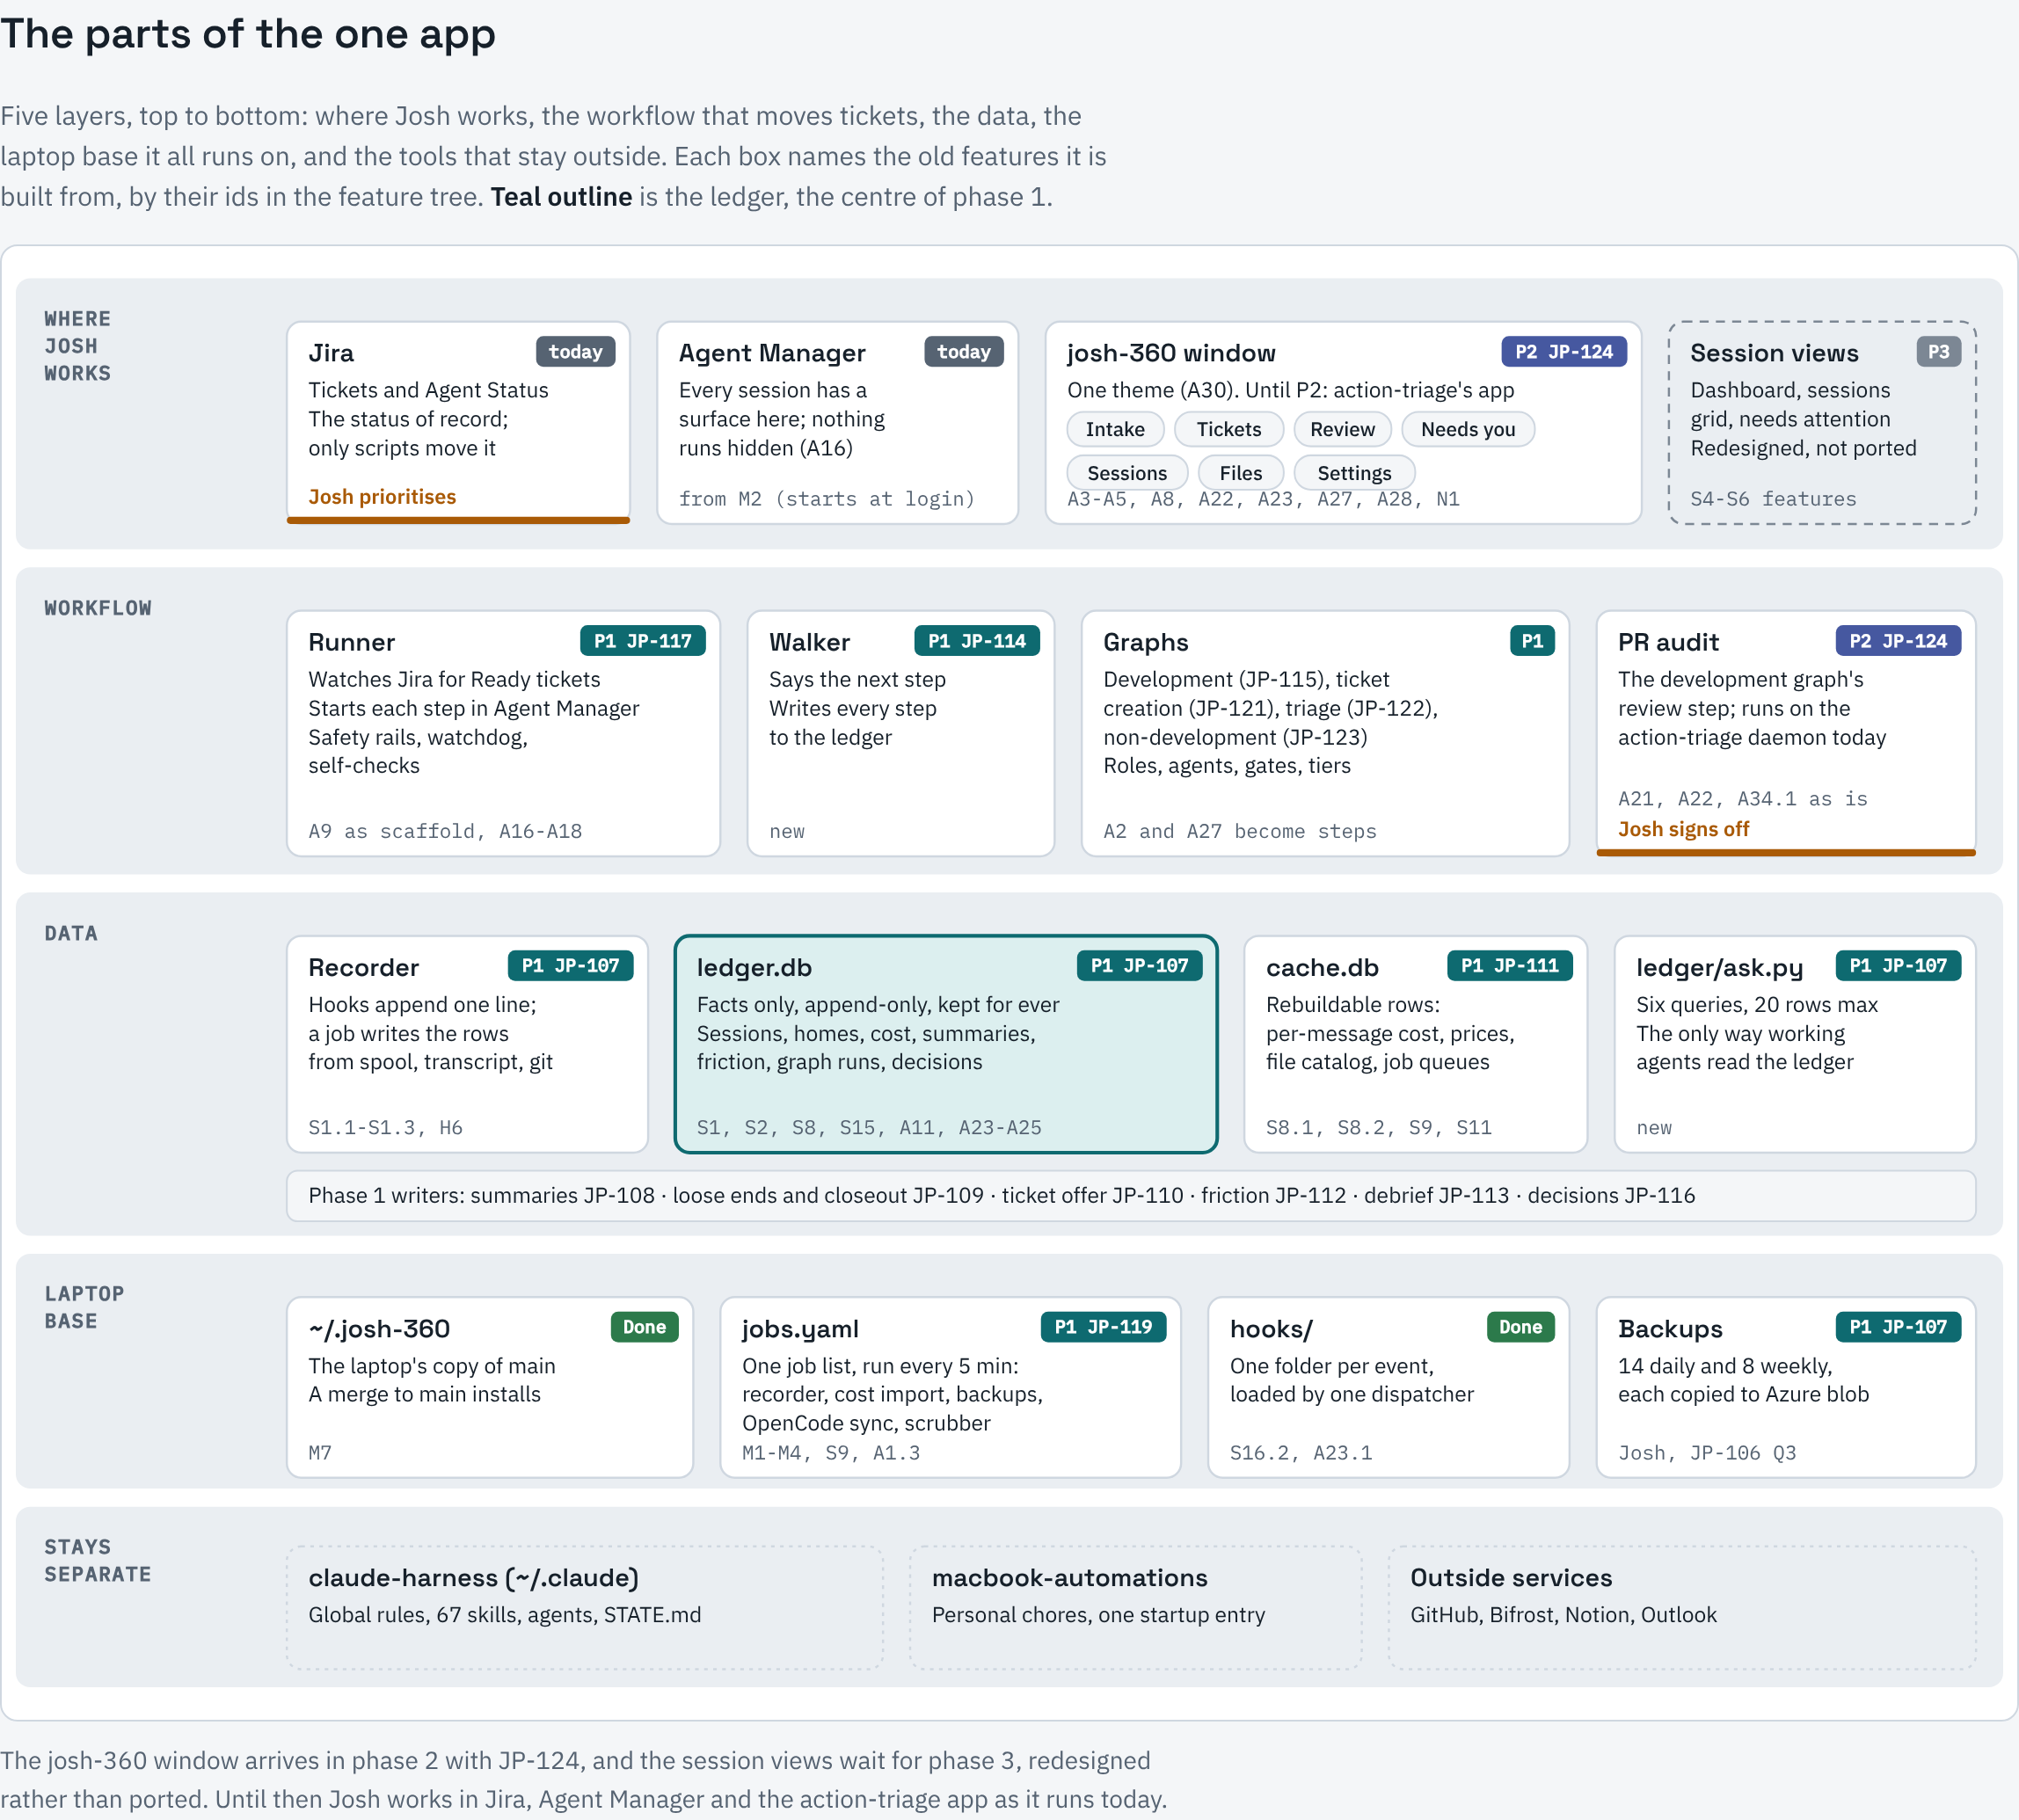 The parts of the one app
Five layers, top to bottom: where Josh works, the workflow that moves tickets, the data, the
laptop base it all runs on, and the tools that stay outside. Each box names the old features it is
built from, by their ids in the feature tree. Teal outline is the ledger, the centre of phase 1.
WHERE
JOSH
WORKS
Jira
today
Tickets and Agent Status
The status of record;
only scripts move it
Josh prioritises
Agent Manager
today
Every session has a
surface here; nothing
runs hidden (A16)
from M2 (starts at login)
josh-360 window
P2 JP-124
One theme (A30). Until P2: action-triage's app
Intake
Tickets
Review
Needs you
Sessions
Files
Settings
A3-A5, A8, A22, A23, A27, A28, N1
Session views
P3
Dashboard, sessions
grid, needs attention
Redesigned, not ported
S4-S6 features
WORKFLOW
Runner
P1 JP-117
Watches Jira for Ready tickets
Starts each step in Agent Manager
Safety rails, watchdog,
self-checks
A9 as scaffold, A16-A18
Walker
P1 JP-114
Says the next step
Writes every step
to the ledger
new
Graphs
P1
Development (JP-115), ticket
creation (JP-121), triage (JP-122),
non-development (JP-123)
Roles, agents, gates, tiers
A2 and A27 become steps
PR audit
P2 JP-124
The development graph's
review step; runs on the
action-triage daemon today
A21, A22, A34.1 as is
Josh signs off
DATA
Recorder
P1 JP-107
Hooks append one line;
a job writes the rows
from spool, transcript, git
S1.1-S1.3, H6
ledger.db
P1 JP-107
Facts only, append-only, kept for ever
Sessions, homes, cost, summaries,
friction, graph runs, decisions
S1, S2, S8, S15, A11, A23-A25
cache.db
P1 JP-111
Rebuildable rows:
per-message cost, prices,
file catalog, job queues
S8.1, S8.2, S9, S11
ledger/ask.py
P1 JP-107
Six queries, 20 rows max
The only way working
agents read the ledger
new
Phase 1 writers: summaries JP-108 · loose ends and closeout JP-109 · ticket offer JP-110 · friction JP-112 · debrief JP-113 · decisions JP-116
LAPTOP
BASE
~/.josh-360
Done
The laptop's copy of main
A merge to main installs
M7
jobs.yaml
P1 JP-119
One job list, run every 5 min:
recorder, cost import, backups,
OpenCode sync, scrubber
M1-M4, S9, A1.3
hooks/
Done
One folder per event,
loaded by one dispatcher
S16.2, A23.1
Backups
P1 JP-107
14 daily and 8 weekly,
each copied to Azure blob
Josh, JP-106 Q3
STAYS
SEPARATE
claude-harness (~/.claude)
Global rules, 67 skills, agents, STATE.md
macbook-automations
Personal chores, one startup entry
Outside services
GitHub, Bifrost, Notion, Outlook
The josh-360 window arrives in phase 2 with JP-124, and the session views wait for phase 3, redesigned
rather than ported. Until then Josh works in Jira, Agent Manager and the action-triage app as it runs today.